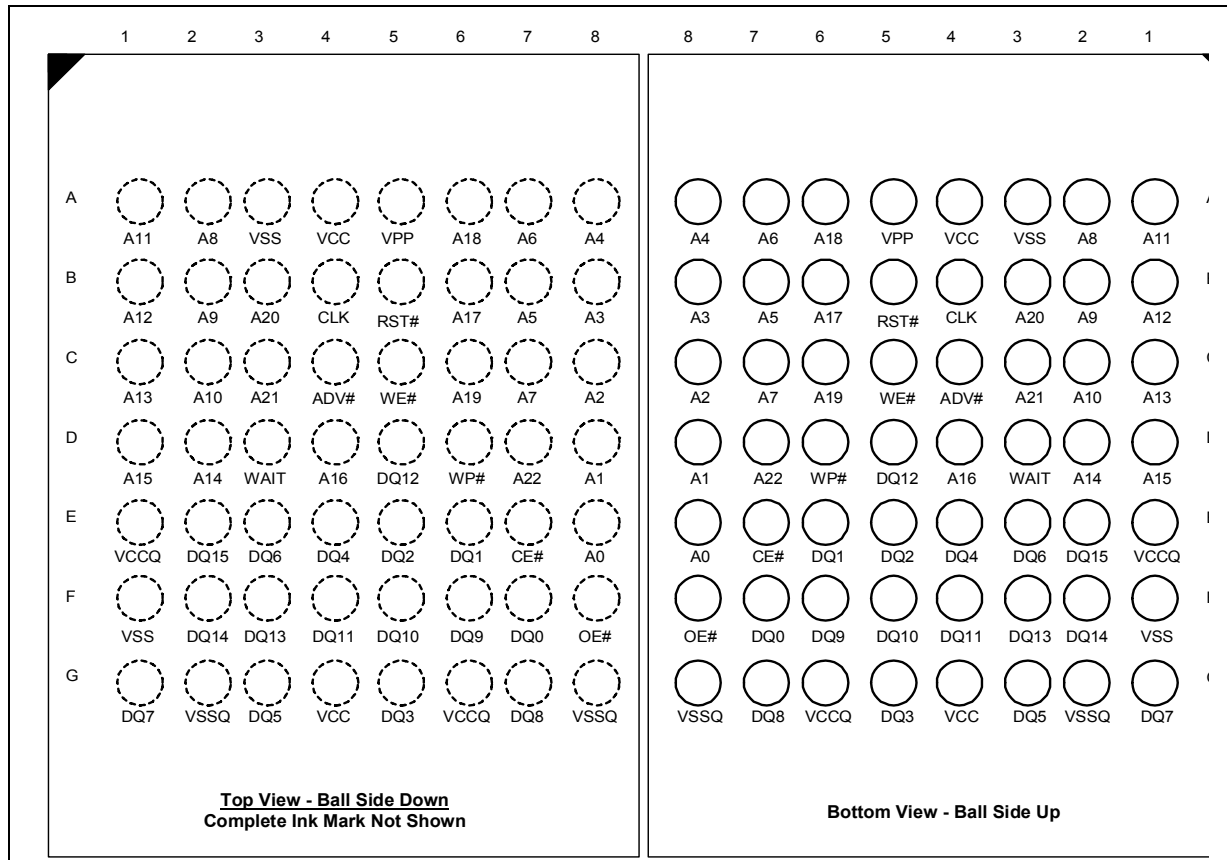 1 2 3 4 5 6 7 8 8 7 6 5 4 3 2 1
A
A11 A8 VSS VCC VPP A18 A6 A4 A4 A6 A18 VPP VCC VSS A8 A11
B
A12 A9 A20 CLK RST# A17 A5 A3 A3 A5 A17 RST# CLK A20 A9 A12
C
A13 A10 A21 ADV# WE# A19 A7 A2 A2 A7 A19 WE# ADV# A21 A10 A13
D
A15 A14 WAIT A16 DQ12 WP# A22 A1 A1 A22 WP# DQ12 A16 WAIT A14 A15
E
VCCQ DQ15 DQ6 DQ4 DQ2 DQ1 CE# A0 A0 CE# DQ1 DQ2 DQ4 DQ6 DQ15 VCCQ
F
VSS DQ14 DQ13 DQ11 DQ10 DQ9 DQ0 OE# OE# DQ0 DQ9 DQ10 DQ11 DQ13 DQ14 VSS
G
DQ7 VSSQ DQ5 VCC DQ3 VCCQ DQ8 VSSQ VSSQ DQ8 VCCQ DQ3 VCC DQ5 VSSQ DQ7
Top View - Ball Side Down
Complete Ink Mark Not Shown
Bottom View - Ball Side Up